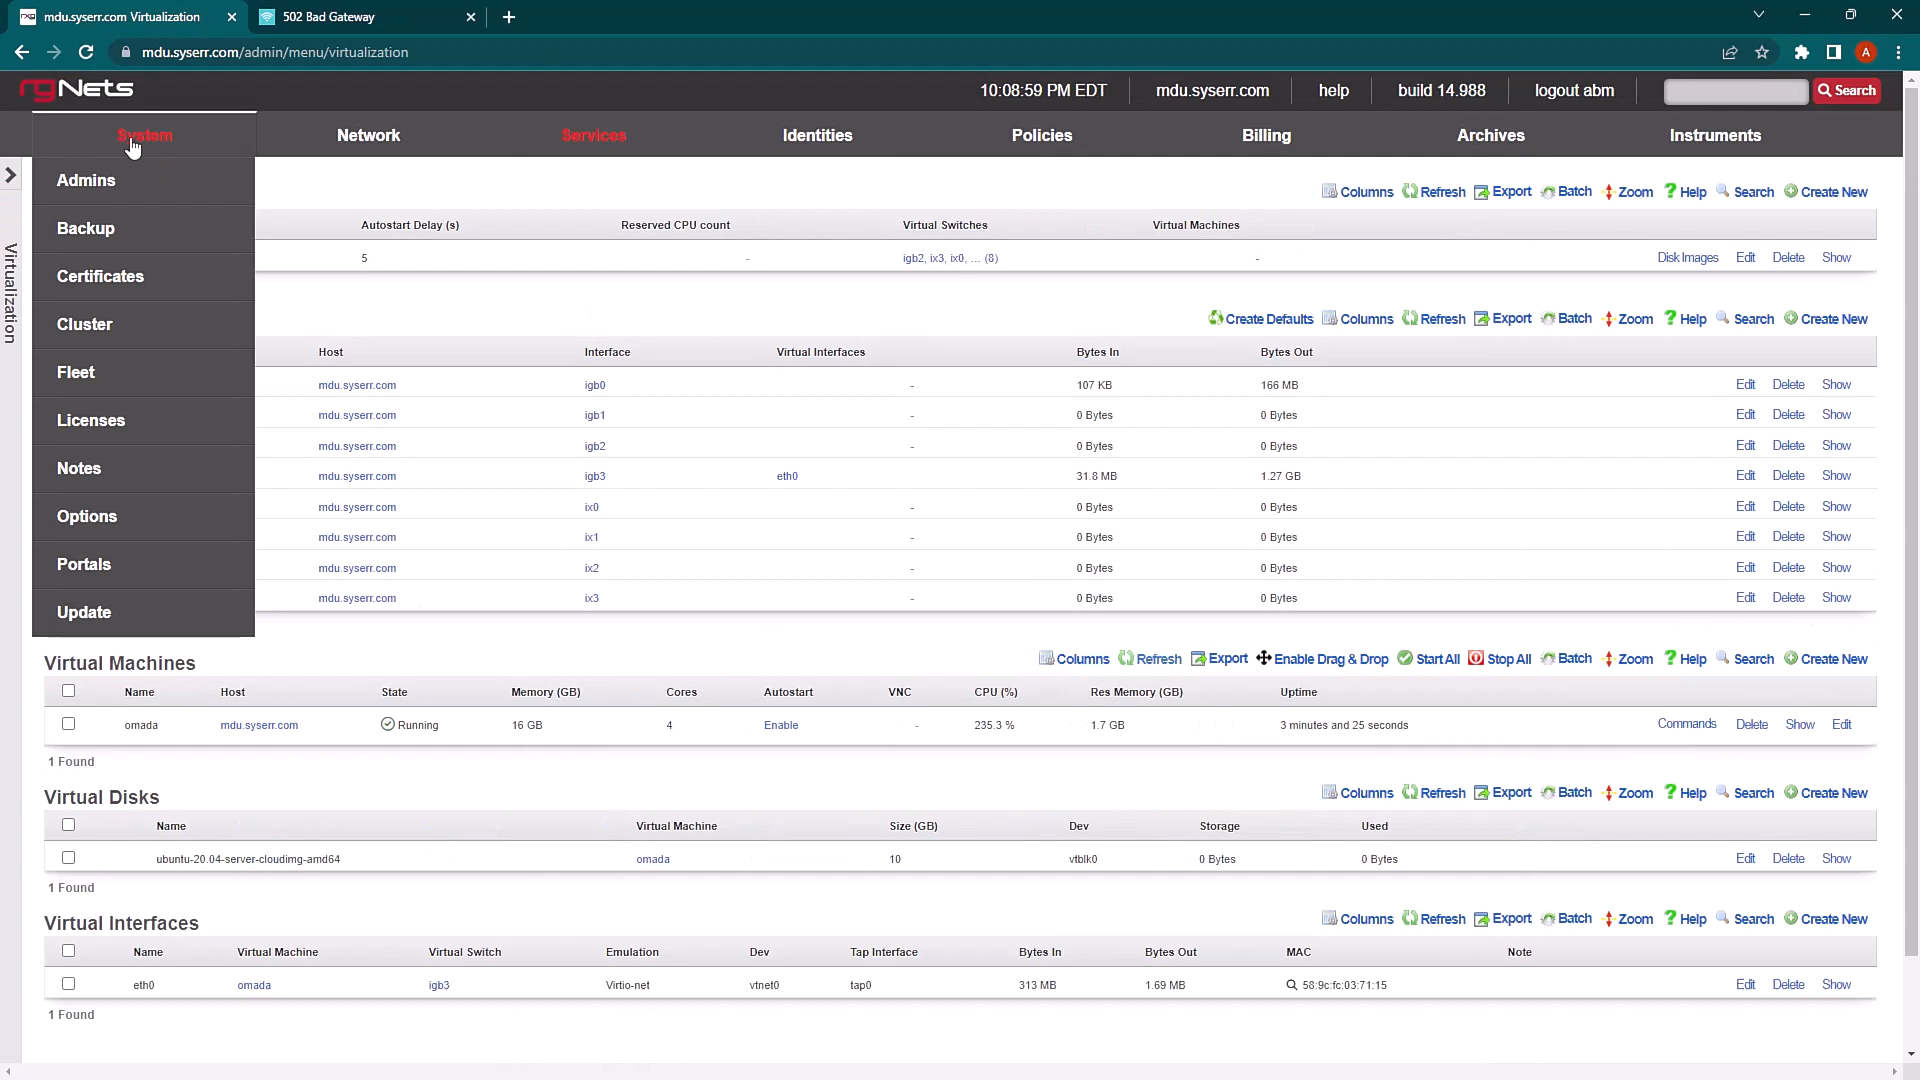 mdu.syserr.com Virtualization
502 Bad Gateway
mdu.syserr.com/admin/menu/virtualization
A
rgNets
10:08:59 PM EDT mdu.syserr.com help build 14.988 logout abm Search
System Network Services Identities Policies Billing Archives Instruments
Admins
Backup
Certificates
Cluster
Fleet
Licenses
Notes
Options
Portals
Update
Virtualization
Columns Refresh Export Batch Zoom Help Search Create New
Autostart Delay (s) Reserved CPU count Virtual Switches Virtual Machines
5 - igb2, ix3, ix0, ... (8) - Disk Images Edit Delete Show
Create Defaults Columns Refresh Export Batch Zoom Help Search Create New
Host Interface Virtual Interfaces Bytes In Bytes Out
mdu.syserr.com igb0 - 107 KB 166 MB Edit Delete Show
mdu.syserr.com igb1 - 0 Bytes 0 Bytes Edit Delete Show
mdu.syserr.com igb2 - 0 Bytes 0 Bytes Edit Delete Show
mdu.syserr.com igb3 eth0 31.8 MB 1.27 GB Edit Delete Show
mdu.syserr.com ix0 - 0 Bytes 0 Bytes Edit Delete Show
mdu.syserr.com ix1 - 0 Bytes 0 Bytes Edit Delete Show
mdu.syserr.com ix2 - 0 Bytes 0 Bytes Edit Delete Show
mdu.syserr.com ix3 - 0 Bytes 0 Bytes Edit Delete Show
Virtual Machines Columns Refresh Export Enable Drag & Drop Start All Stop All Batch Zoom Help Search Create New
Name Host State Memory (GB) Cores Autostart VNC CPU (%) Res Memory (GB) Uptime
omada mdu.syserr.com Running 16 GB 4 Enable - 235.3 % 1.7 GB 3 minutes and 25 seconds Commands Delete Show Edit
1 Found
Virtual Disks Columns Refresh Export Batch Zoom Help Search Create New
Name Virtual Machine Size (GB) Dev Storage Used
ubuntu-20.04-server-cloudimg-amd64 omada 10 vtblk0 0 Bytes 0 Bytes Edit Delete Show
1 Found
Virtual Interfaces Columns Refresh Export Batch Zoom Help Search Create New
Name Virtual Machine Virtual Switch Emulation Dev Tap Interface Bytes In Bytes Out MAC Note
eth0 omada igb3 Virtio-net vtnet0 tap0 313 MB 1.69 MB 58:9c:fc:03:71:15 Edit Delete Show
1 Found